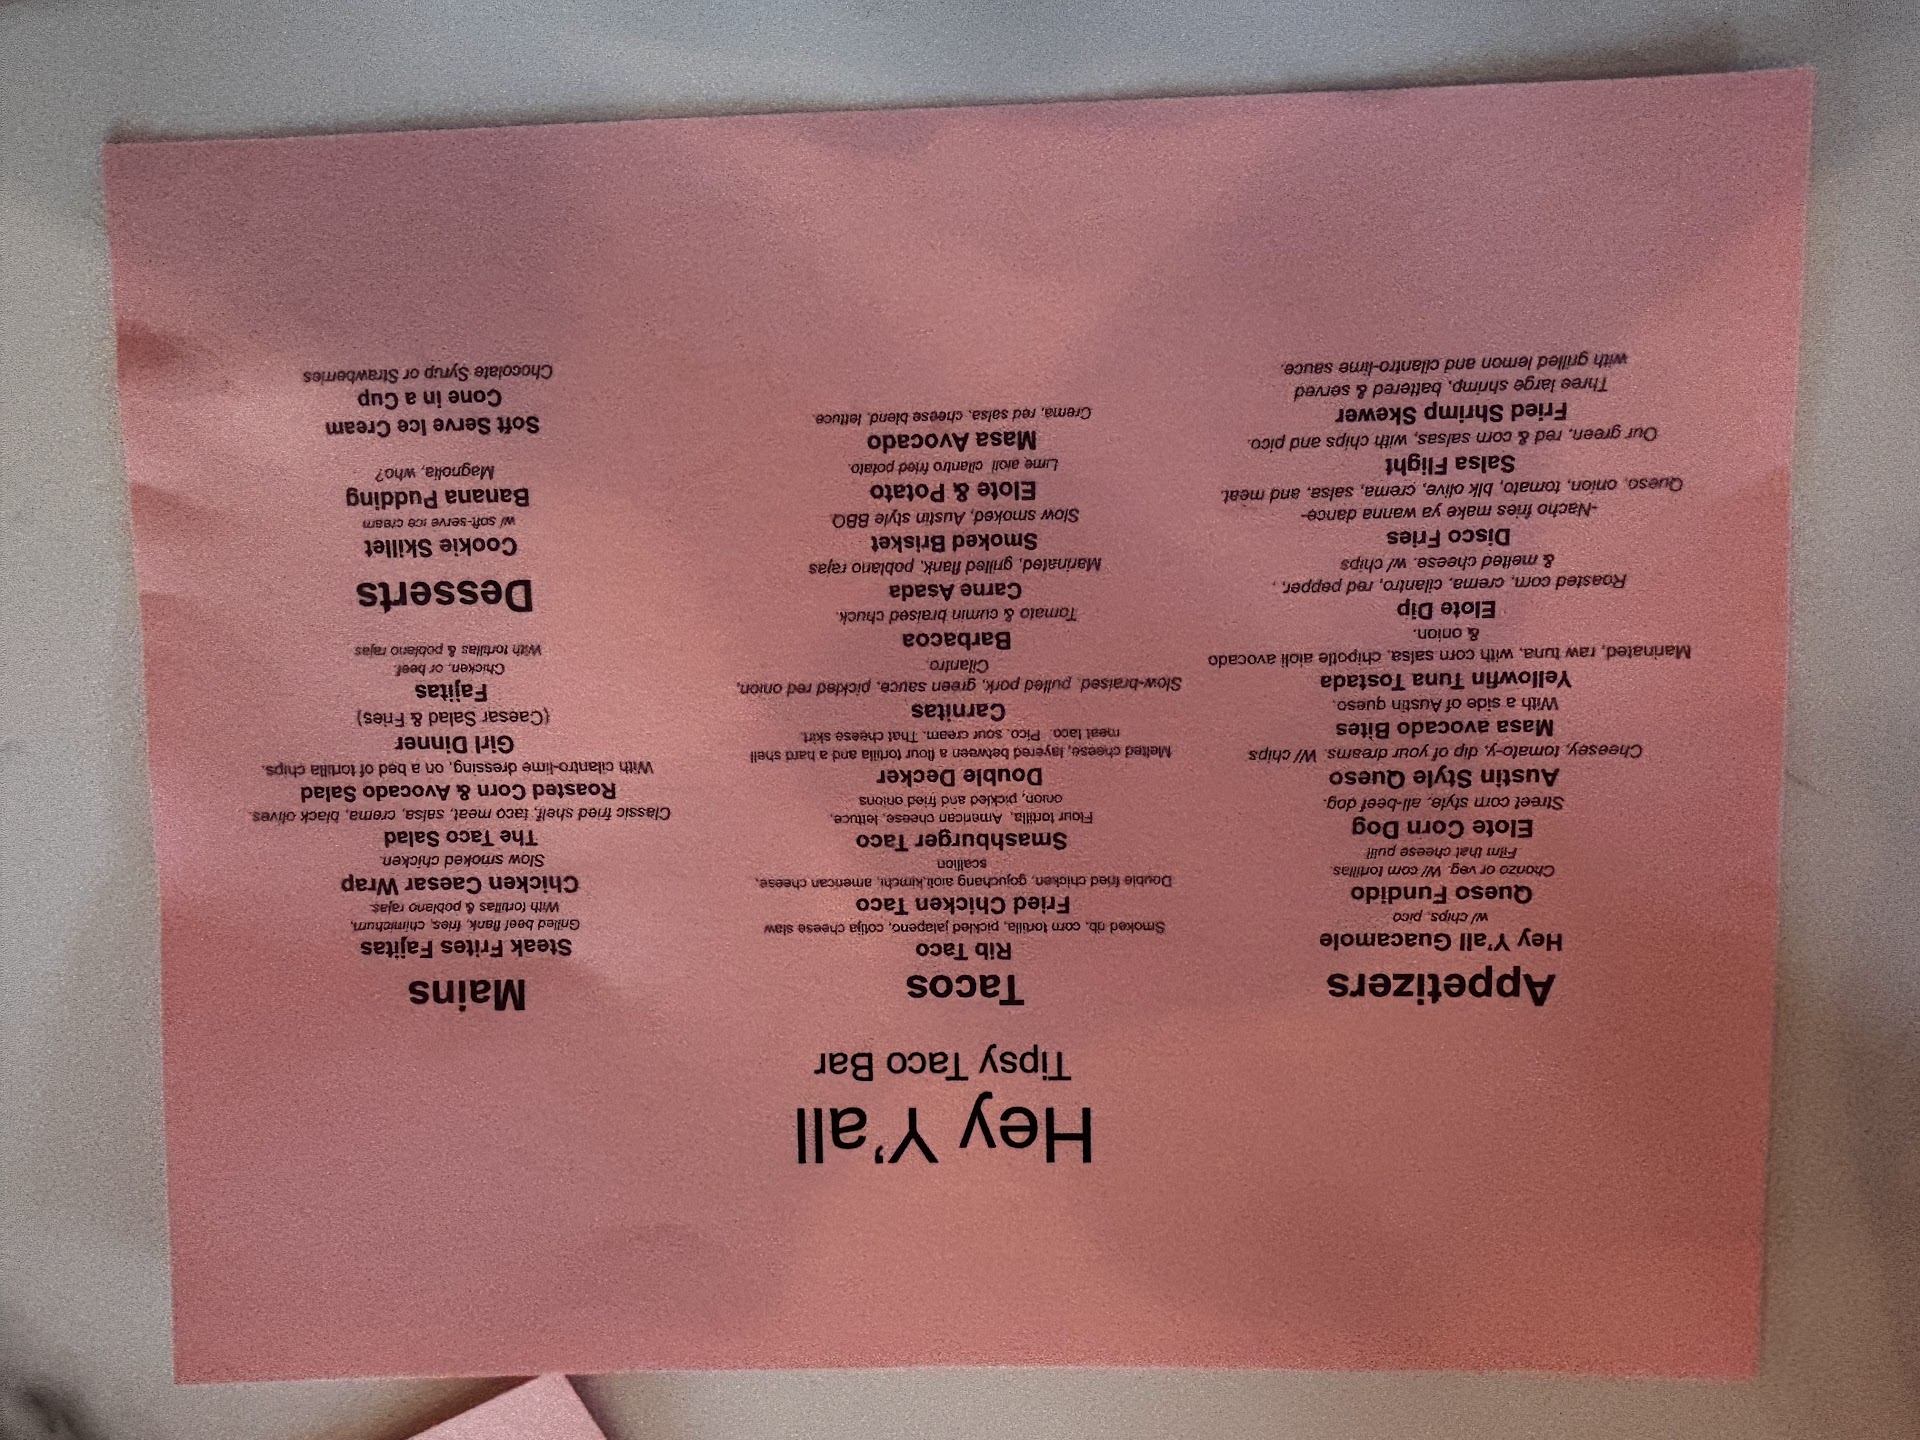 Hey Y'all
Tipsy Taco Bar
Appetizers
Hey Y'all Guacamole
w/ chips, pico
Queso Fundido
Chorizo or veg. W/ corn tortillas
Film that cheese pull!
Elote Corn Dog
Street corn style, all-beef dog.
Austin Style Queso
Cheesey, tomato-y, dip of your dreams. W/ chips
Masa avocado Bites
With a side of Austin queso.
Yellowfin Tuna Tostada
Marinated, raw tuna, with corn salsa, chipotle aioli avocado
& onion.
Elote Dip
Roasted corn, crema, cilantro, red pepper, ,
& melted cheese. w/ chips
Disco Fries
-Nacho fries make ya wanna dance-
Queso, onion, tomato, blk olive, crema, salsa, and meat.
Salsa Flight
Our green, red & corn salsas, with chips and pico
Fried Shrimp Skewer
Three large shrimp, battered & served
with grilled lemon and cilantro-lime sauce.
Tacos
Rib Taco
Smoked rib, corn tortilla, pickled jalapeno, cotija cheese slaw
Fried Chicken Taco
Double fried chicken, gojuchang aioli,kimchi, american cheese,
scallion
Smashburger Taco
Flour tortilla, American cheese, lettuce,
onion, pickled and fried onions
Double Decker
Melted cheese, layered between a flour tortilla and a hard shell
meat taco. Pico, sour cream. That cheese skirt.
Carnitas
Slow-braised, pulled pork, green sauce, pickled red onion,
Cilantro.
Barbacoa
Tomato & cumin braised chuck.
Carne Asada
Marinated, grilled flank, poblano rajas
Smoked Brisket
Slow smoked, Austin style BBQ
Elote & Potato
Lime aioli cilantro fried potato.
Masa Avocado
Crema, red salsa, cheese blend, lettuce.
Mains
Steak Frites Fajitas
Grilled beef flank, fries, chimichurri,
With tortillas & poblano rajas.
Chicken Caesar Wrap
Slow smoked chicken
The Taco Salad
Classic fried shelf, taco meat, salsa, crema, black olives.
Roasted Corn & Avocado Salad
With cilantro-lime dressing, on a bed of tortilla chips.
Girl Dinner
(Caesar Salad & Fries)
Fajitas
Chicken, or beef.
With tortillas & poblano rajas
Desserts
Cookie Skillet
w/ soft-serve ice cream
Banana Pudding
Magnolia, who?
Soft Serve Ice Cream
Cone in a Cup
Chocolate Syrup or Strawberries